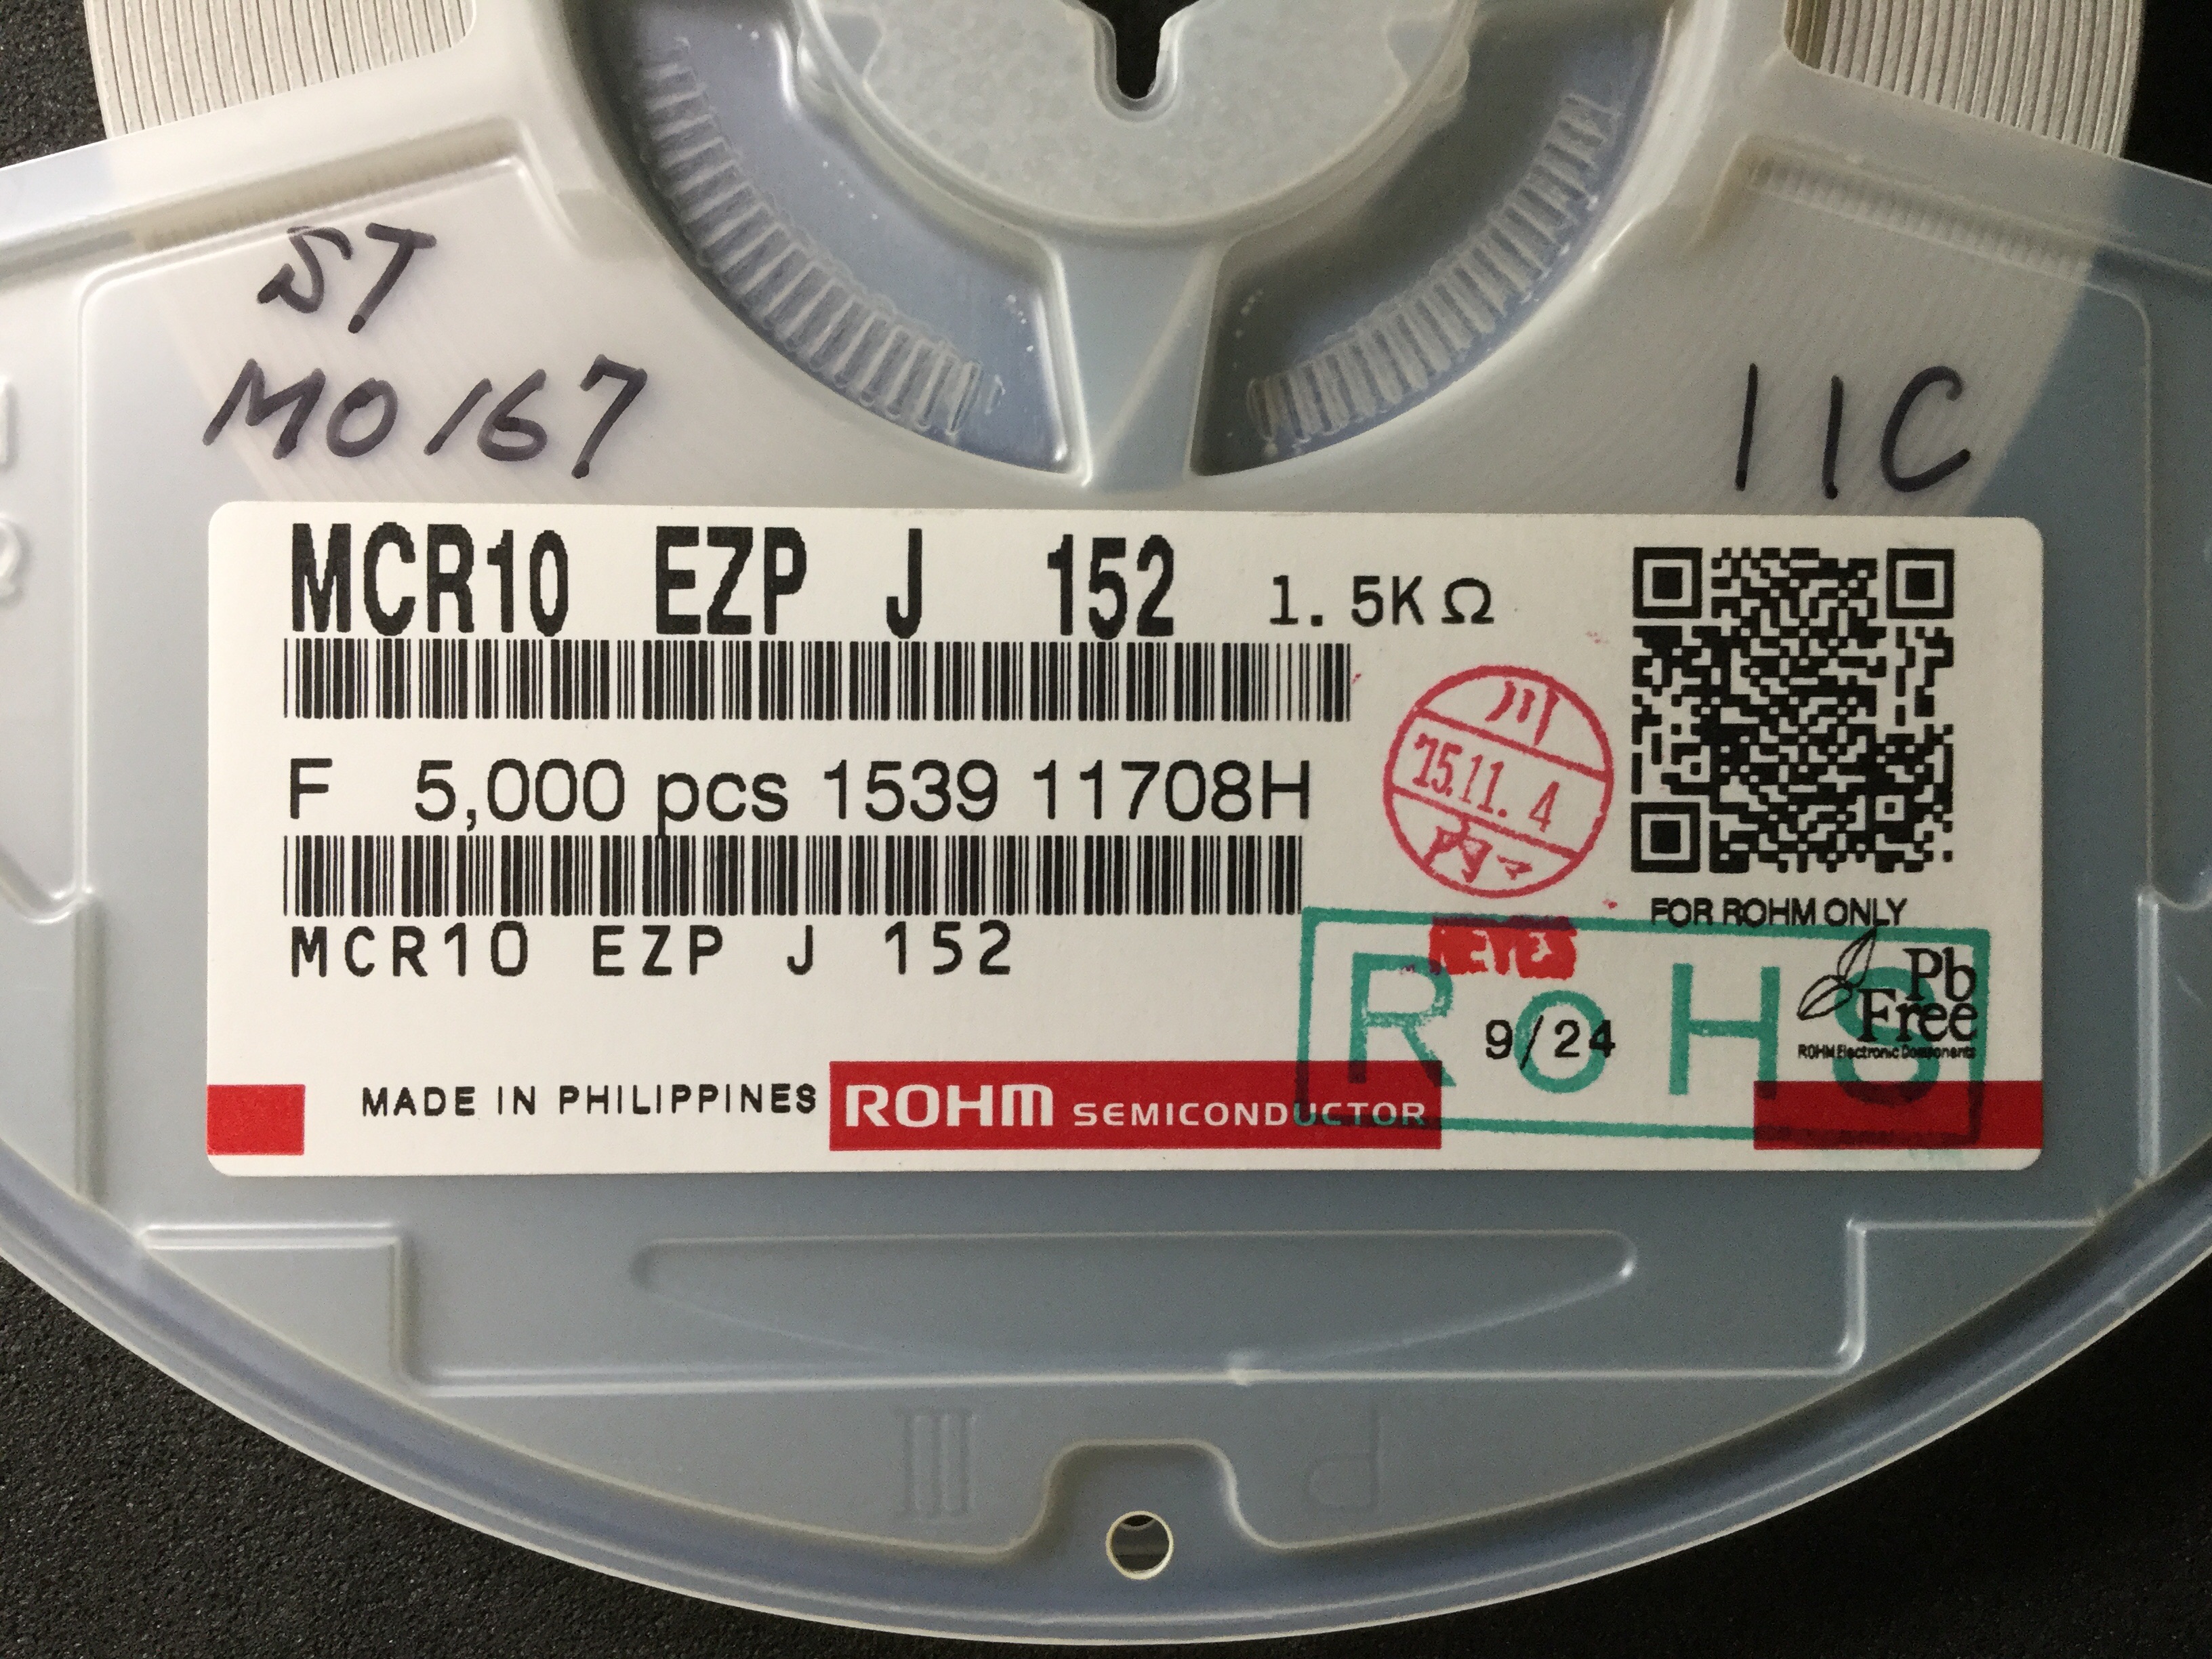 ST
M0167
11C
MCR10 EZP J 152 1.5KΩ
F 5,000 pcs 1539 11708H
川
'15.11.4
内
MCR10 EZP J 152
FOR ROHM ONLY
RoHS
9/24
Pb
Free
ROHM Electronic Components
MADE IN PHILIPPINES
ROHM SEMICONDUCTOR
III P